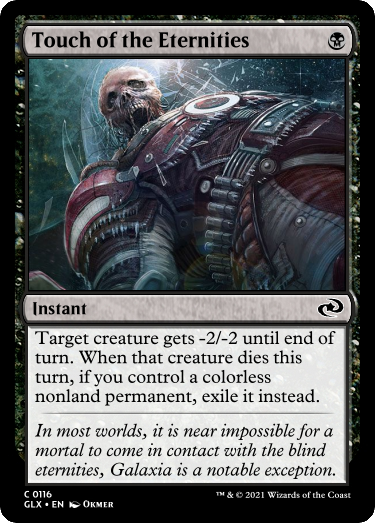 Touch of the Eternities
Instant
Target creature gets -2/-2 until end of
turn. When that creature dies this
turn, if you control a colorless
nonland permanent, exile it instead.
In most worlds, it is near impossible for a
mortal to come in contact with the blind
eternities, Galaxia is a notable exception.
C 0116
GLX • EN OKMER
™ & © 2021 Wizards of the Coast